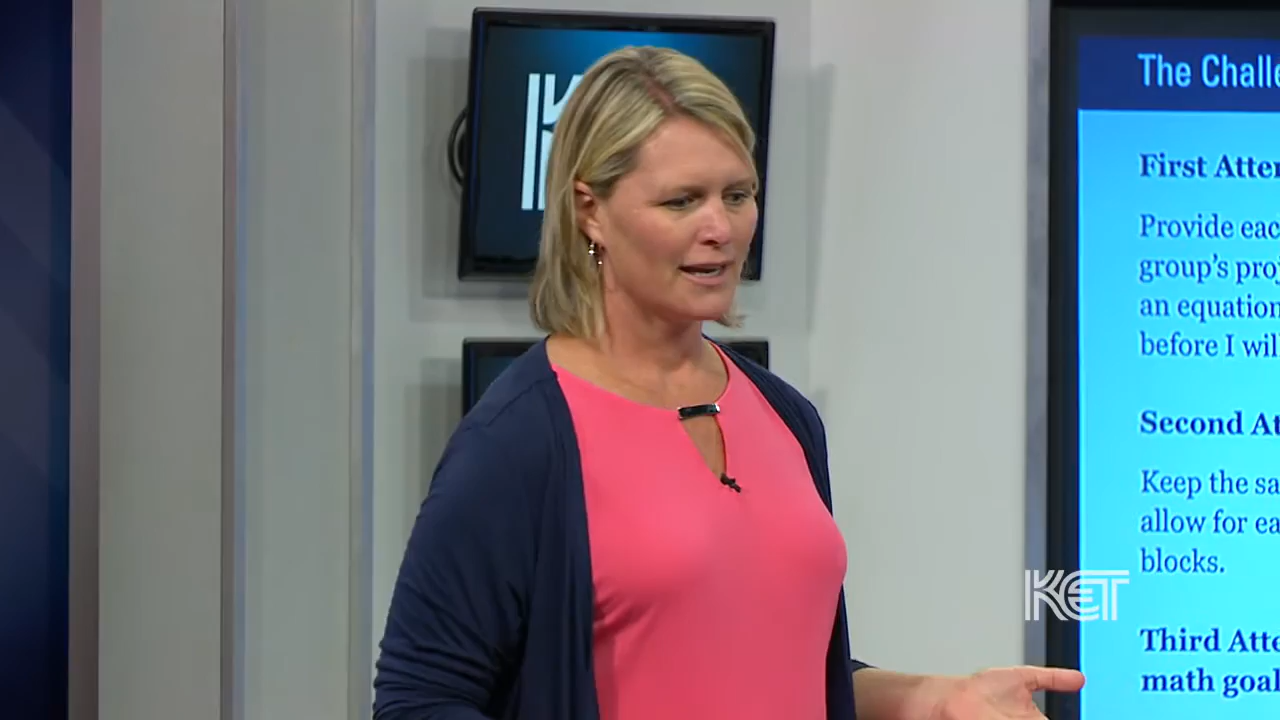 The Challe
First Atter
Provide eac
group's proj
an equation
before I wil
Second At
Keep the sa
allow for ea
blocks.
KET
Third Atte
math goal